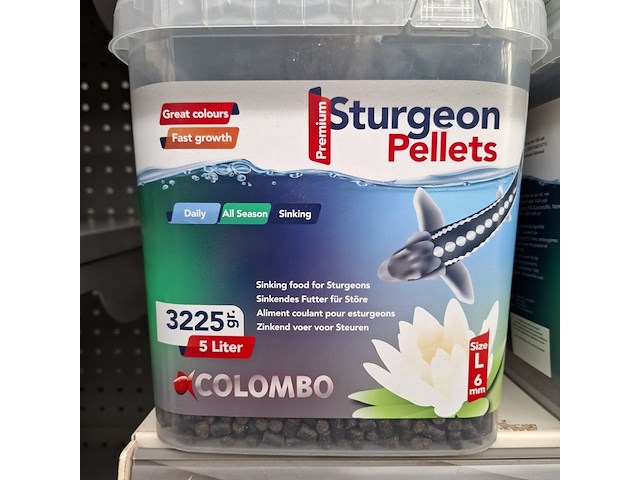 Great colours
Fast growth
Premium
Sturgeon
Pellets
Daily
All Season
Sinking
Sinking food for Sturgeons
Sinkendes Futter für Störe
Aliment coulant pour esturgeons
Zinkend voer voor Steuren
3225 gr.
5 Liter
COLOMBO
Size
L
6
mm